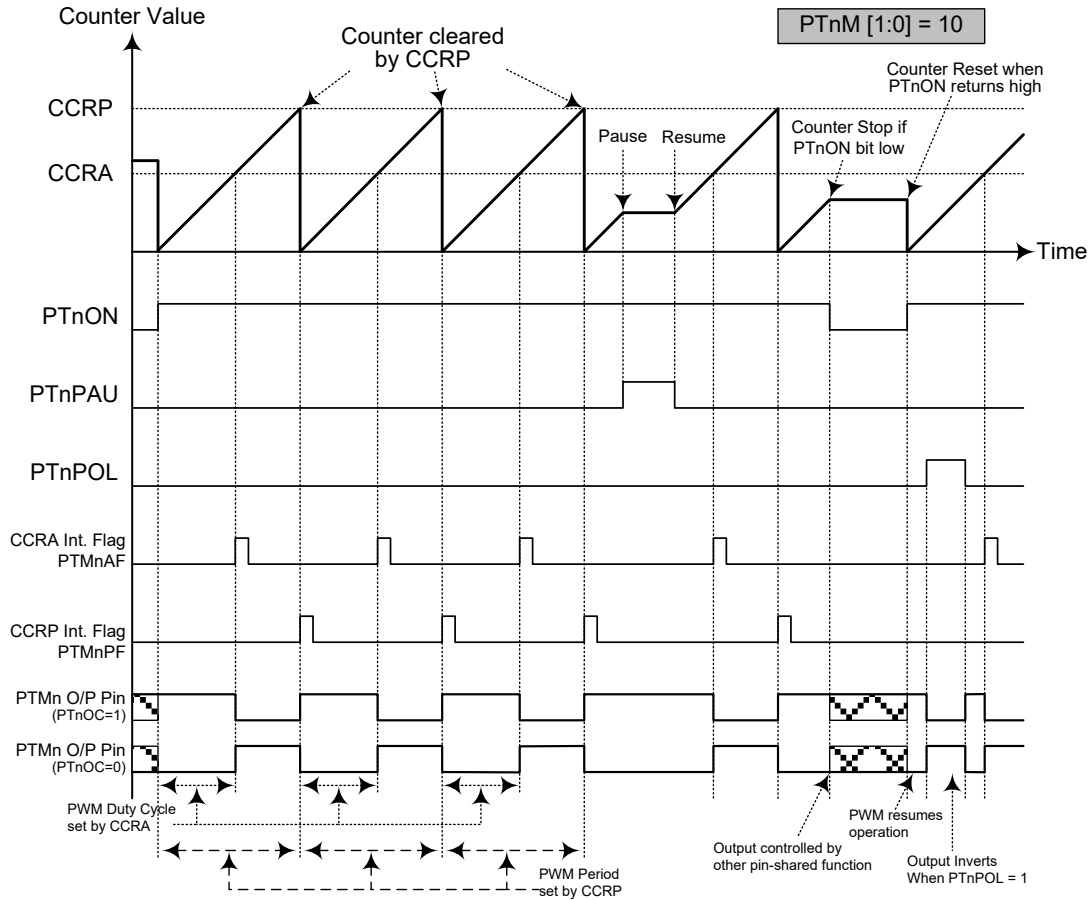 Counter Value
PTnM [1:0] = 10
Counter cleared
by CCRP
Counter Reset when
PTnON returns high
CCRP
Pause
Resume
Counter Stop if
PTnON bit low
CCRA
Time
PTnON
PTnPAU
PTnPOL
CCRA Int. Flag
PTMnAF
CCRP Int. Flag
PTMnPF
PTMn O/P Pin
(PTnOC=1)
PTMn O/P Pin
(PTnOC=0)
PWM Duty Cycle
set by CCRA
PWM resumes
operation
Output controlled by
other pin-shared function
Output Inverts
When PTnPOL = 1
PWM Period
set by CCRP